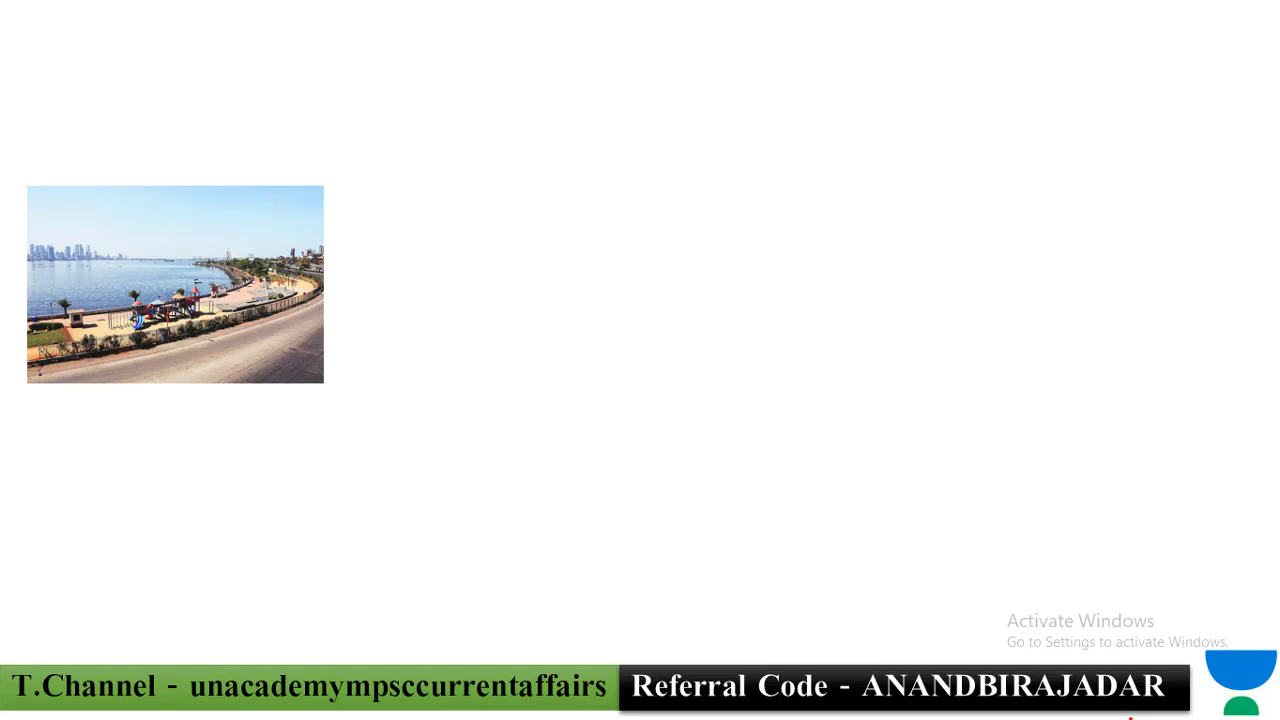 Activate Windows
Go to Settings to activate Windows.
T.Channel - unacademympsccurrentaffairs Referral Code - ANANDBIRAJADAR